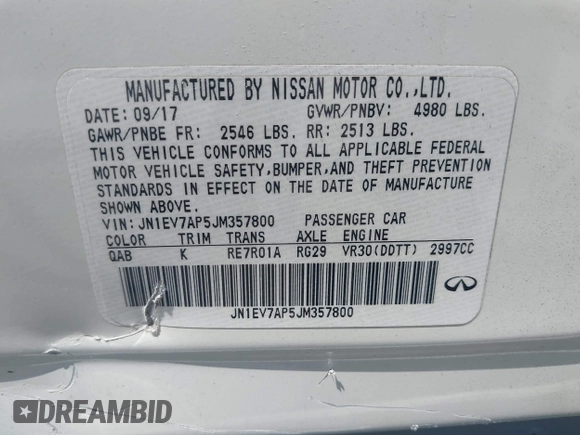 MANUFACTURED BY NISSAN MOTOR CO.,LTD.
DATE: 09/17 GVWR/PNBV: 4980 LBS.
GAWR/PNBE FR: 2546 LBS. RR: 2513 LBS.
THIS VEHICLE CONFORMS TO ALL APPLICABLE FEDERAL
MOTOR VEHICLE SAFETY,BUMPER,AND THEFT PREVENTION
STANDARDS IN EFFECT ON THE DATE OF MANUFACTURE
SHOWN ABOVE.
VIN: JN1EV7AP5JM357800 PASSENGER CAR
COLOR TRIM TRANS AXLE ENGINE
QAB K RE7R01A RG29 VR30(DDTT) 2997CC
JN1EV7AP5JM357800
DREAMBID